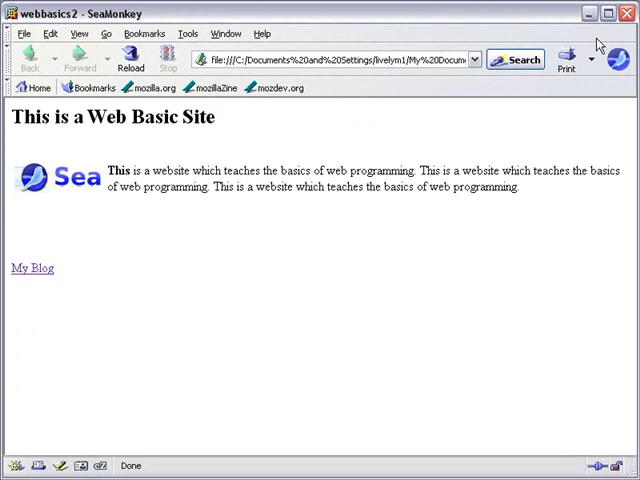 webbasics2 - SeaMonkey
File Edit View Go Bookmarks Tools Window Help
Back Forward Reload Stop file:///C:/Documents%20and%20Settings/livelym1/My%20Docum Search Print
Home Bookmarks mozilla.org mozillaZine mozdev.org
This is a Web Basic Site
Sea
This is a website which teaches the basics of web programming. This is a website which teaches the basics
of web programming. This is a website which teaches the basics of web programming.
My Blog
Done